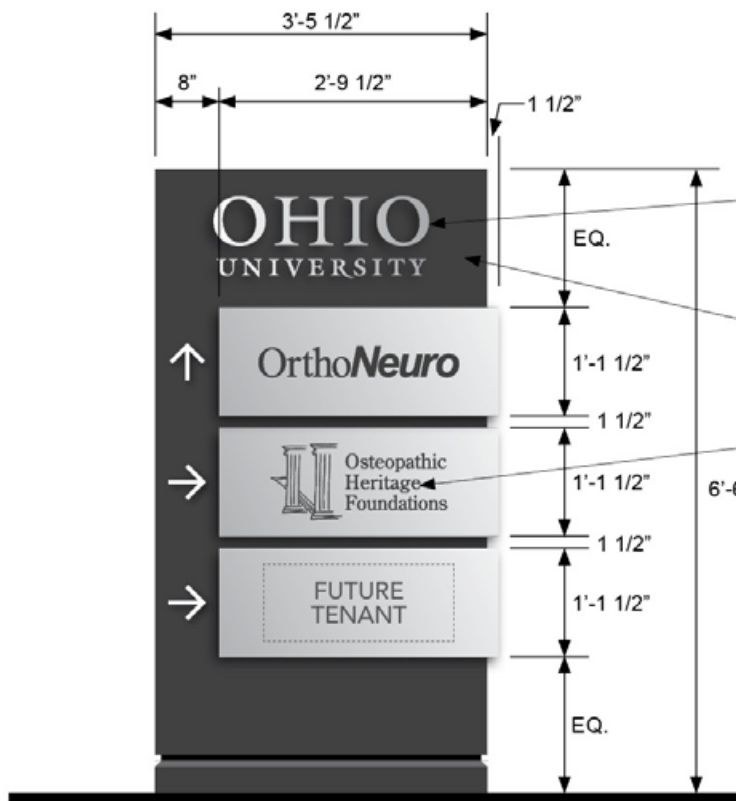 3'-5 1/2"
8"
2'-9 1/2"
1 1/2"
OHIO
UNIVERSITY
EQ.
OrthoNeuro
1'-1 1/2"
1 1/2"
Osteopathic
Heritage
Foundations
1'-1 1/2"
6'-6
1 1/2"
FUTURE
TENANT
1'-1 1/2"
EQ.